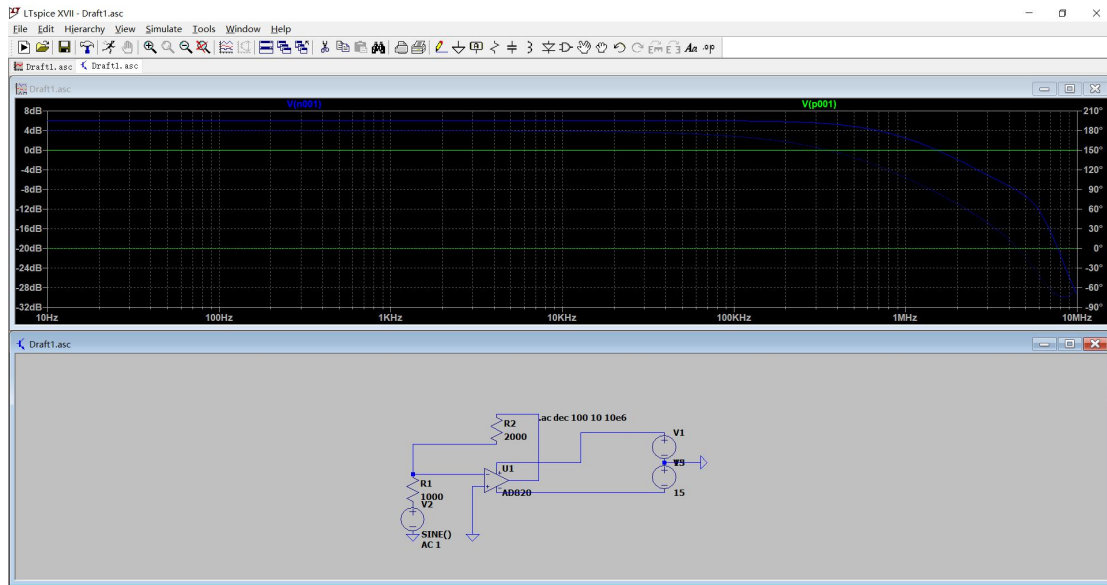 LTspice XVII - Draft1.asc
File Edit Hierarchy View Simulate Tools Window Help
Aa .op
Draft1.asc Draft1.asc
Draft1.asc
V(n001) V(p001)
8dB 210°
4dB 180°
0dB 150°
-4dB 120°
-8dB 90°
-12dB 60°
-16dB 30°
-20dB 0°
-24dB -30°
-28dB -60°
-32dB -90°
10Hz 100Hz 1KHz 10KHz 100KHz 1MHz 10MHz
Draft1.asc
R2
2000
.ac dec 100 10 10e6
V1
U1
AD820
R1
1000
V2
SINE()
AC 1
15